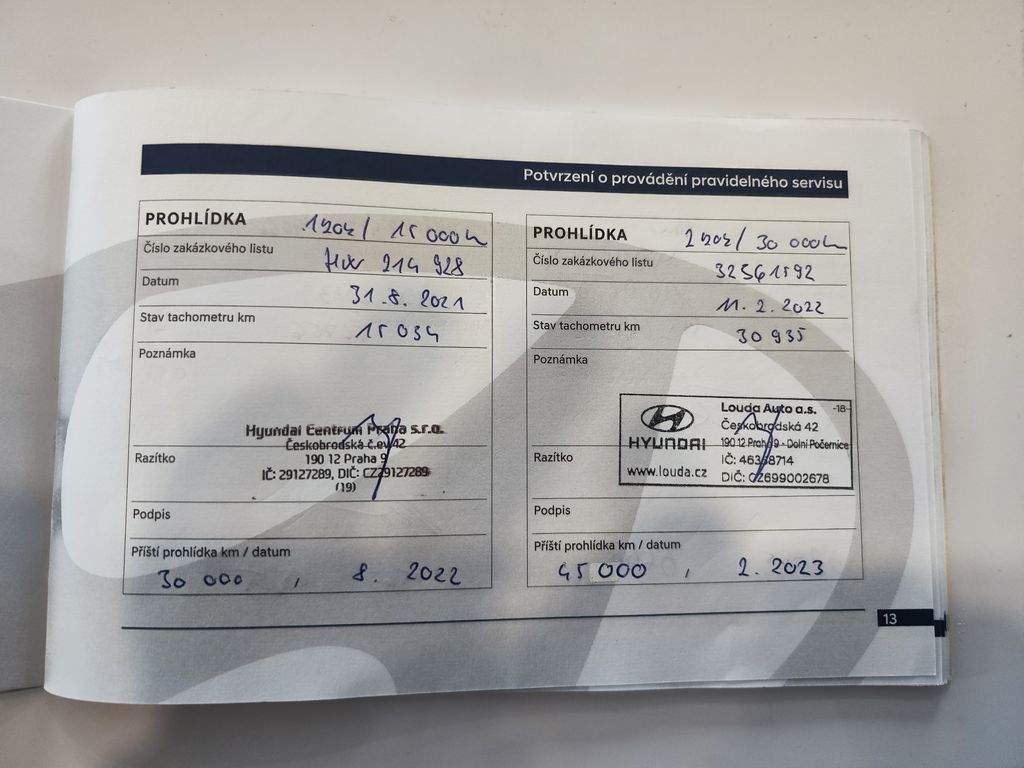 Potvrzení o provádění pravidelného servisu
PROHLÍDKA 15 000
Číslo zakázkového listu 214 928
Datum 31.8.2021
Stav tachometru km 15 034
Poznámka
Hyundai Centrum Praha s.r.o.
Českobrodská č.ev.42
190 12 Praha 9
Razítko
IČ: 29127289, DIČ: CZ29127289
(19)
Podpis
Příští prohlídka km / datum
30 000, 8. 2022
PROHLÍDKA 30 000
Číslo zakázkového listu 32561592
Datum 11. 2. 2022
Stav tachometru km 30 935
Poznámka
Louda Auto a.s. -18-
Českobrodská 42
HYUNDAI 190 12 Praha 9 - Dolní Počernice
Razítko
IČ: 46358714
www.louda.cz DIČ: CZ699002678
Podpis
Příští prohlídka km / datum
45 000, 2. 2023
13